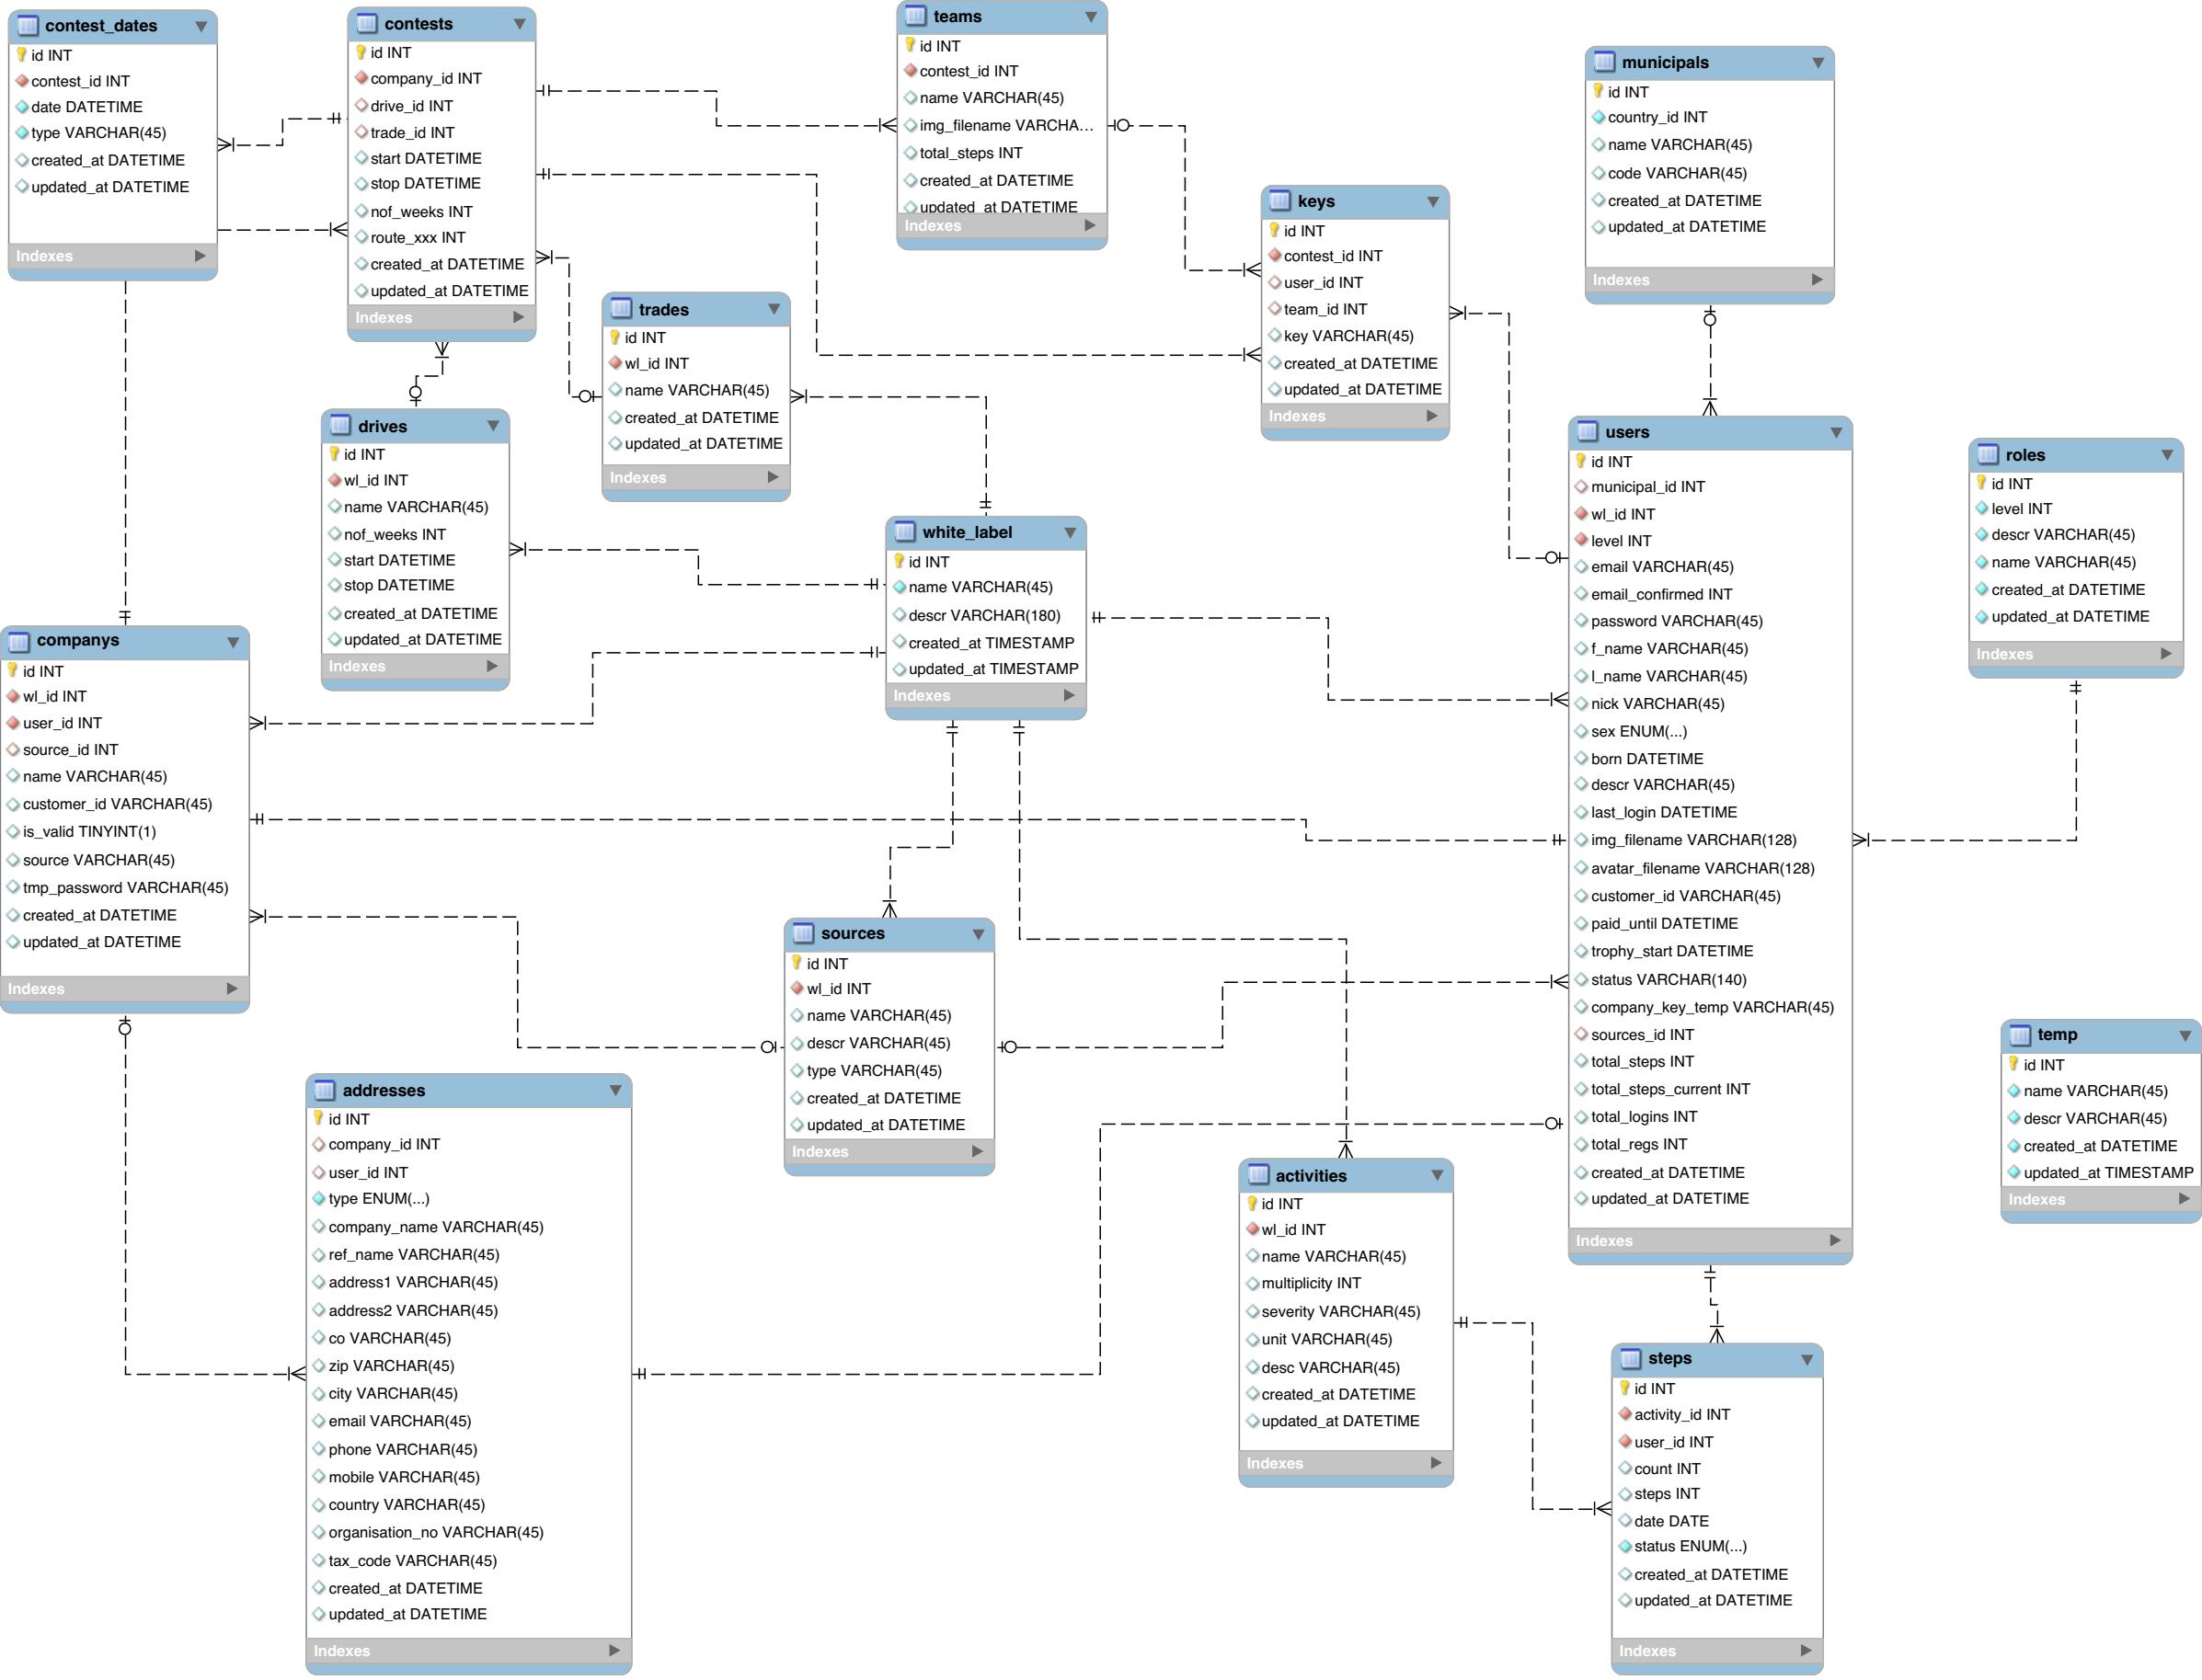 contest_dates
id INT
contest_id INT
date DATETIME
type VARCHAR(45)
created_at DATETIME
updated_at DATETIME
Indexes
contests
id INT
company_id INT
drive_id INT
trade_id INT
start DATETIME
stop DATETIME
nof_weeks INT
route_xxx INT
created_at DATETIME
updated_at DATETIME
Indexes
teams
id INT
contest_id INT
name VARCHAR(45)
img_filename VARCHA...
total_steps INT
created_at DATETIME
updated_at DATETIME
Indexes
municipals
id INT
country_id INT
name VARCHAR(45)
code VARCHAR(45)
created_at DATETIME
updated_at DATETIME
Indexes
keys
id INT
contest_id INT
user_id INT
team_id INT
key VARCHAR(45)
created_at DATETIME
updated_at DATETIME
Indexes
trades
id INT
wl_id INT
name VARCHAR(45)
created_at DATETIME
updated_at DATETIME
Indexes
drives
id INT
wl_id INT
name VARCHAR(45)
nof_weeks INT
start DATETIME
stop DATETIME
created_at DATETIME
updated_at DATETIME
Indexes
white_label
id INT
name VARCHAR(45)
descr VARCHAR(180)
created_at TIMESTAMP
updated_at TIMESTAMP
Indexes
users
id INT
municipal_id INT
wl_id INT
level INT
email VARCHAR(45)
email_confirmed INT
password VARCHAR(45)
f_name VARCHAR(45)
l_name VARCHAR(45)
nick VARCHAR(45)
sex ENUM(...)
born DATETIME
descr VARCHAR(45)
last_login DATETIME
img_filename VARCHAR(128)
avatar_filename VARCHAR(128)
customer_id VARCHAR(45)
paid_until DATETIME
trophy_start DATETIME
status VARCHAR(140)
company_key_temp VARCHAR(45)
sources_id INT
total_steps INT
total_steps_current INT
total_logins INT
total_regs INT
created_at DATETIME
updated_at DATETIME
Indexes
roles
id INT
level INT
descr VARCHAR(45)
name VARCHAR(45)
created_at DATETIME
updated_at DATETIME
Indexes
companys
id INT
wl_id INT
user_id INT
source_id INT
name VARCHAR(45)
customer_id VARCHAR(45)
is_valid TINYINT(1)
source VARCHAR(45)
tmp_password VARCHAR(45)
created_at DATETIME
updated_at DATETIME
Indexes
sources
id INT
wl_id INT
name VARCHAR(45)
descr VARCHAR(45)
type VARCHAR(45)
created_at DATETIME
updated_at DATETIME
Indexes
temp
id INT
name VARCHAR(45)
descr VARCHAR(45)
created_at DATETIME
updated_at TIMESTAMP
Indexes
addresses
id INT
company_id INT
user_id INT
type ENUM(...)
company_name VARCHAR(45)
ref_name VARCHAR(45)
address1 VARCHAR(45)
address2 VARCHAR(45)
co VARCHAR(45)
zip VARCHAR(45)
city VARCHAR(45)
email VARCHAR(45)
phone VARCHAR(45)
mobile VARCHAR(45)
country VARCHAR(45)
organisation_no VARCHAR(45)
tax_code VARCHAR(45)
created_at DATETIME
updated_at DATETIME
Indexes
activities
id INT
wl_id INT
name VARCHAR(45)
multiplicity INT
severity VARCHAR(45)
unit VARCHAR(45)
desc VARCHAR(45)
created_at DATETIME
updated_at DATETIME
Indexes
steps
id INT
activity_id INT
user_id INT
count INT
steps INT
date DATE
status ENUM(...)
created_at DATETIME
updated_at DATETIME
Indexes